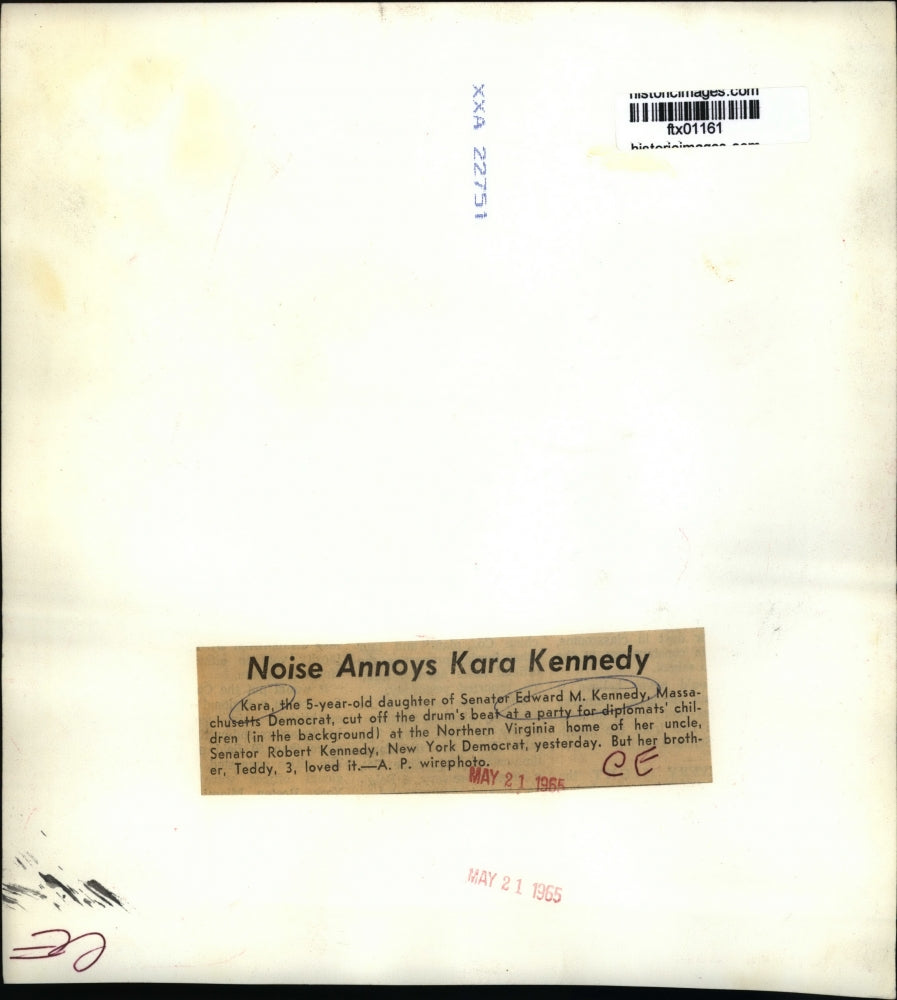 historicimages.com
ftx01161
historicimages.com
XXA 22751
Noise Annoys Kara Kennedy
Kara, the 5-year-old daughter of Senator Edward M. Kennedy, Massa-
chusetts Democrat, cut off the drum's beat at a party for diplomats' chil-
dren (in the background) at the Northern Virginia home of her uncle,
Senator Robert Kennedy, New York Democrat, yesterday. But her broth-
er, Teddy, 3, loved it.—A. P. wirephoto.
CE
MAY 21 1965
MAY 21 1965
CE